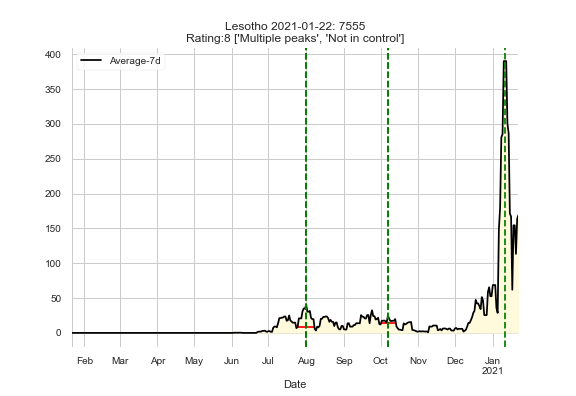 Lesotho 2021-01-22: 7555
Rating:8 ['Multiple peaks', 'Not in control']
400
Average-7d
350
300
250
200
150
100
50
0
Feb Mar Apr May Jun Jul Aug Sep Oct Nov Dec Jan
2021
Date